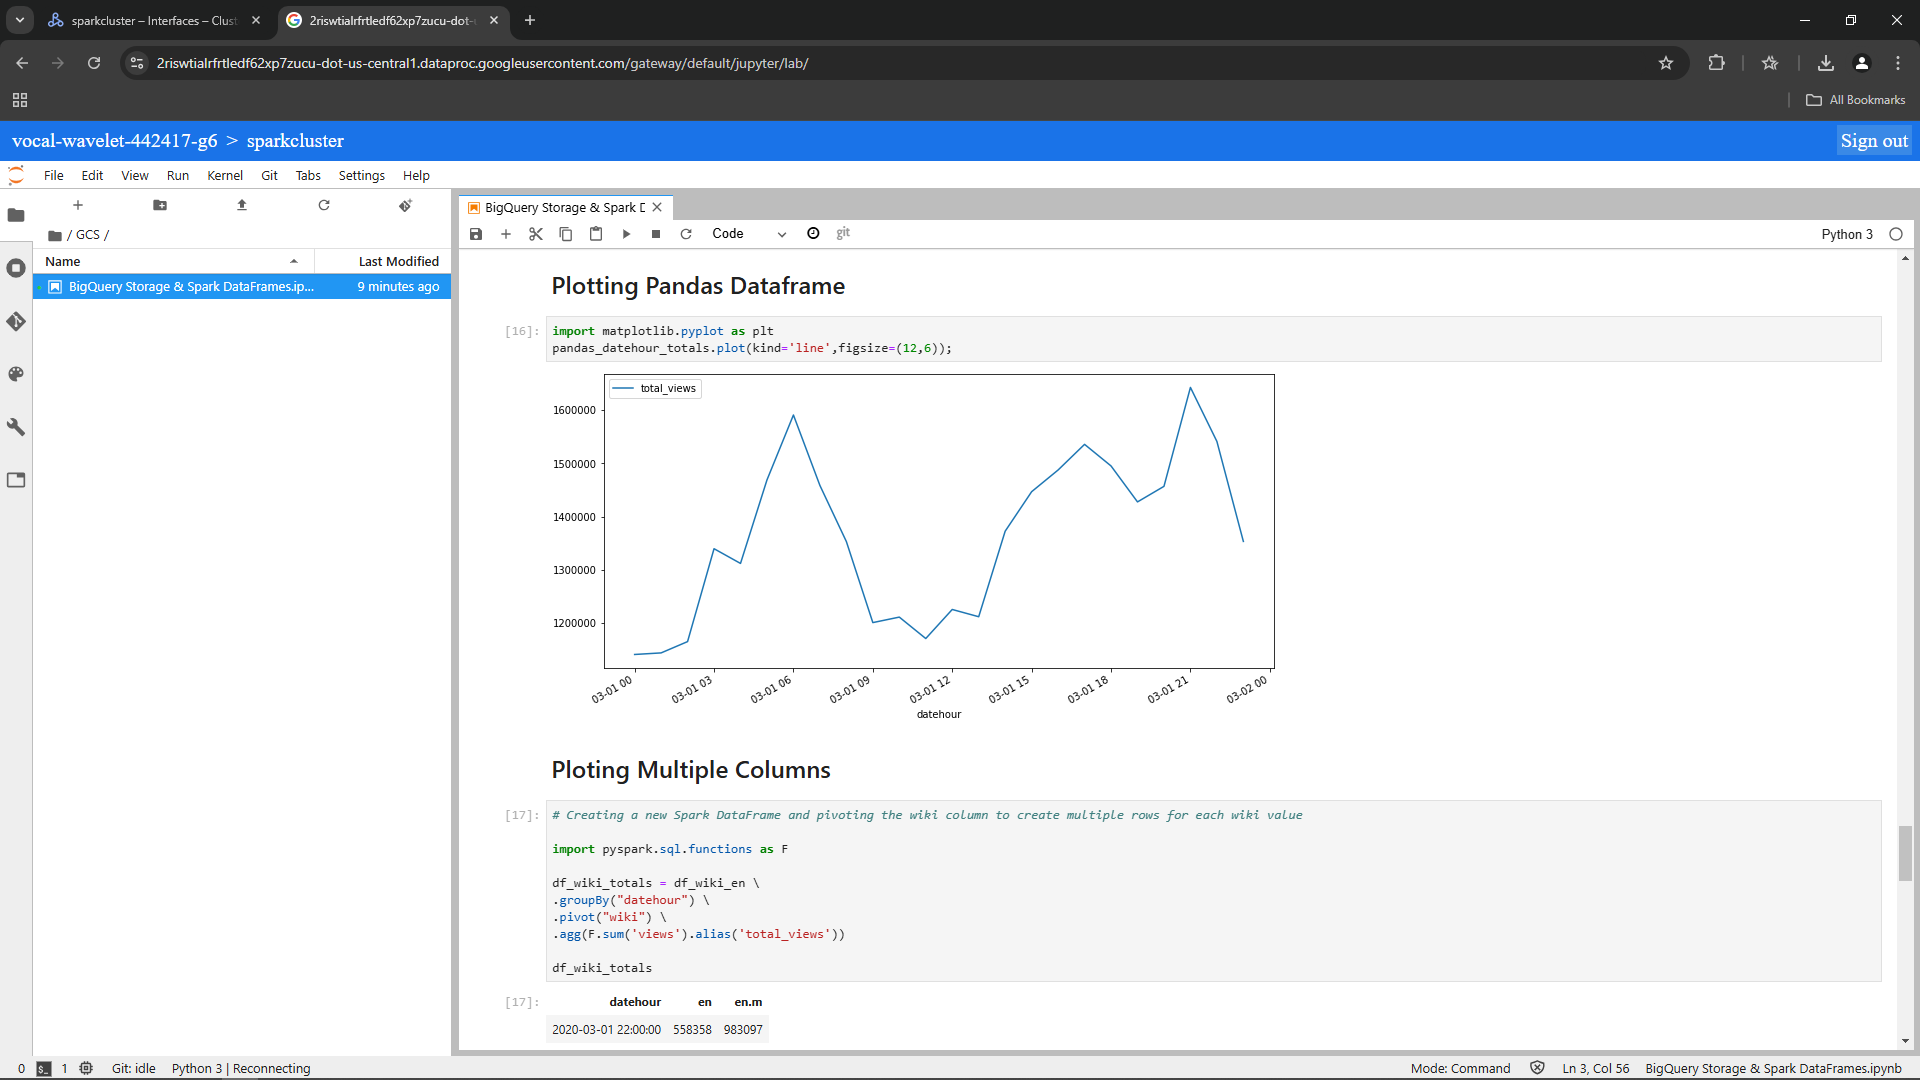 sparkcluster – Interfaces – Clust
2riswtialrfrtledf62xp7zucu-dot-u
2riswtialrfrtledf62xp7zucu-dot-us-central1.dataproc.googleusercontent.com/gateway/default/jupyter/lab/
All Bookmarks
vocal-wavelet-442417-g6 > sparkcluster
Sign out
File Edit View Run Kernel Git Tabs Settings Help
/ GCS /
Name Last Modified
BigQuery Storage & Spark DataFrames.ip... 9 minutes ago
BigQuery Storage & Spark D
Code
git
Python 3
Plotting Pandas Dataframe
[16]:
import matplotlib.pyplot as plt
pandas_datehour_totals.plot(kind='line',figsize=(12,6));
total_views
1600000
1500000
1400000
1300000
1200000
03-01 00 03-01 03 03-01 06 03-01 09 03-01 12 03-01 15 03-01 18 03-01 21 03-02 00
datehour
Ploting Multiple Columns
[17]:
# Creating a new Spark DataFrame and pivoting the wiki column to create multiple rows for each wiki value
import pyspark.sql.functions as F
df_wiki_totals = df_wiki_en \
.groupBy("datehour") \
.pivot("wiki") \
.agg(F.sum('views').alias('total_views'))
df_wiki_totals
[17]:
datehour en en.m
2020-03-01 22:00:00 558358 983097
0 $_ 1 Git: idle Python 3 | Reconnecting
Mode: Command Ln 3, Col 56 BigQuery Storage & Spark DataFrames.ipynb